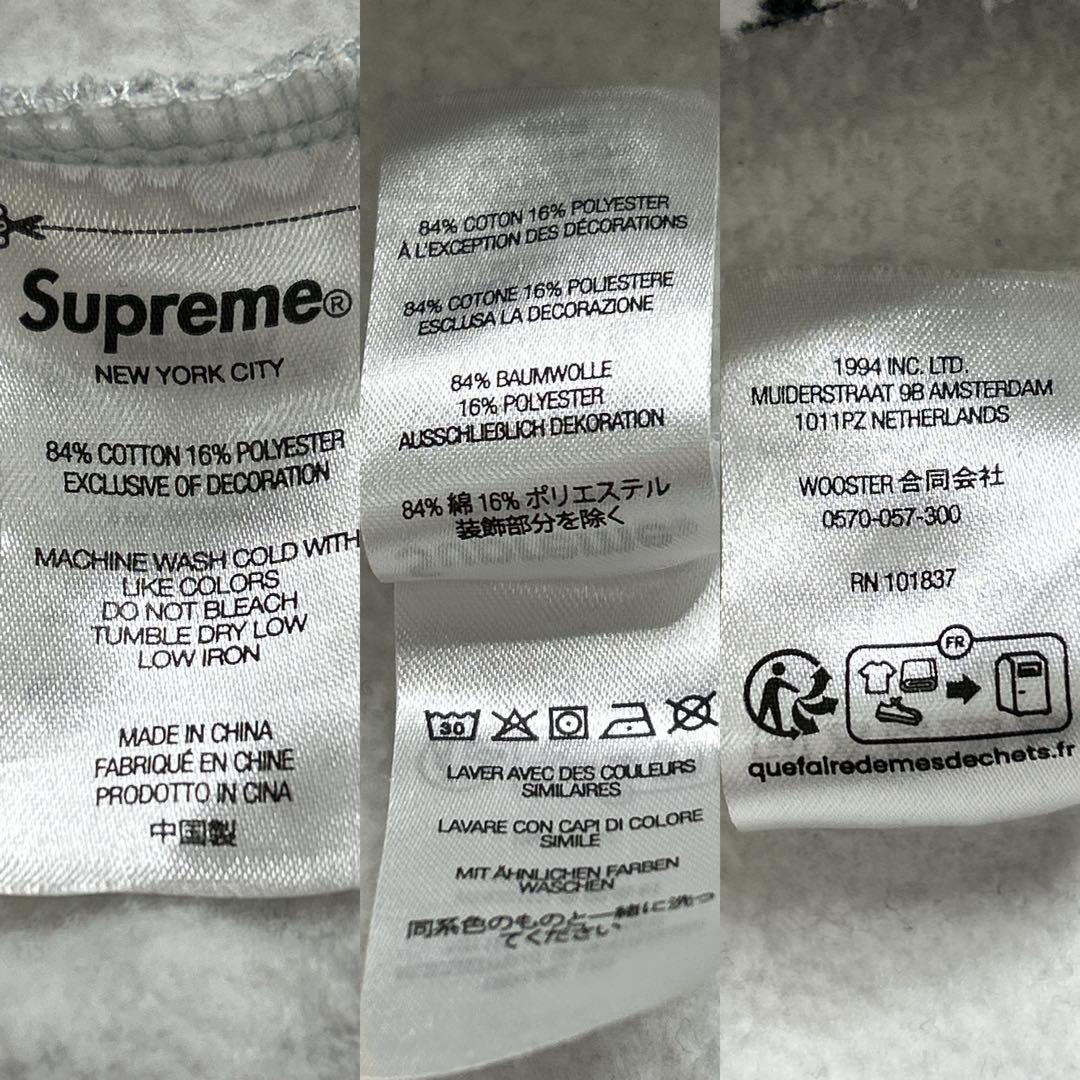 Supreme®
NEW YORK CITY
84% COTTON 16% POLYESTER
EXCLUSIVE OF DECORATION
MACHINE WASH COLD WITH
LIKE COLORS
DO NOT BLEACH
TUMBLE DRY LOW
LOW IRON
MADE IN CHINA
FABRIQUÉ EN CHINE
PRODOTTO IN CINA
中国製
84% COTON 16% POLYESTER
À L'EXCEPTION DES DÉCORATIONS
84% COTONE 16% POLIESTERE
ESCLUSA LA DECORAZIONE
84% BAUMWOLLE
16% POLYESTER
AUSSCHLIEßLICH DEKORATION
84% 綿 16% ポリエステル
装飾部分を除く
30
LAVER AVEC DES COULEURS
SIMILAIRES
LAVARE CON CAPI DI COLORE
SIMILE
MIT ÄHNLICHEN FARBEN
WASCHEN
同系色のものと一緒に洗っ
てください
1994 INC. LTD.
MUIDERSTRAAT 9B AMSTERDAM
1011PZ NETHERLANDS
WOOSTER 合同会社
0570-057-300
RN 101837
FR
quefairedemesdechets.fr